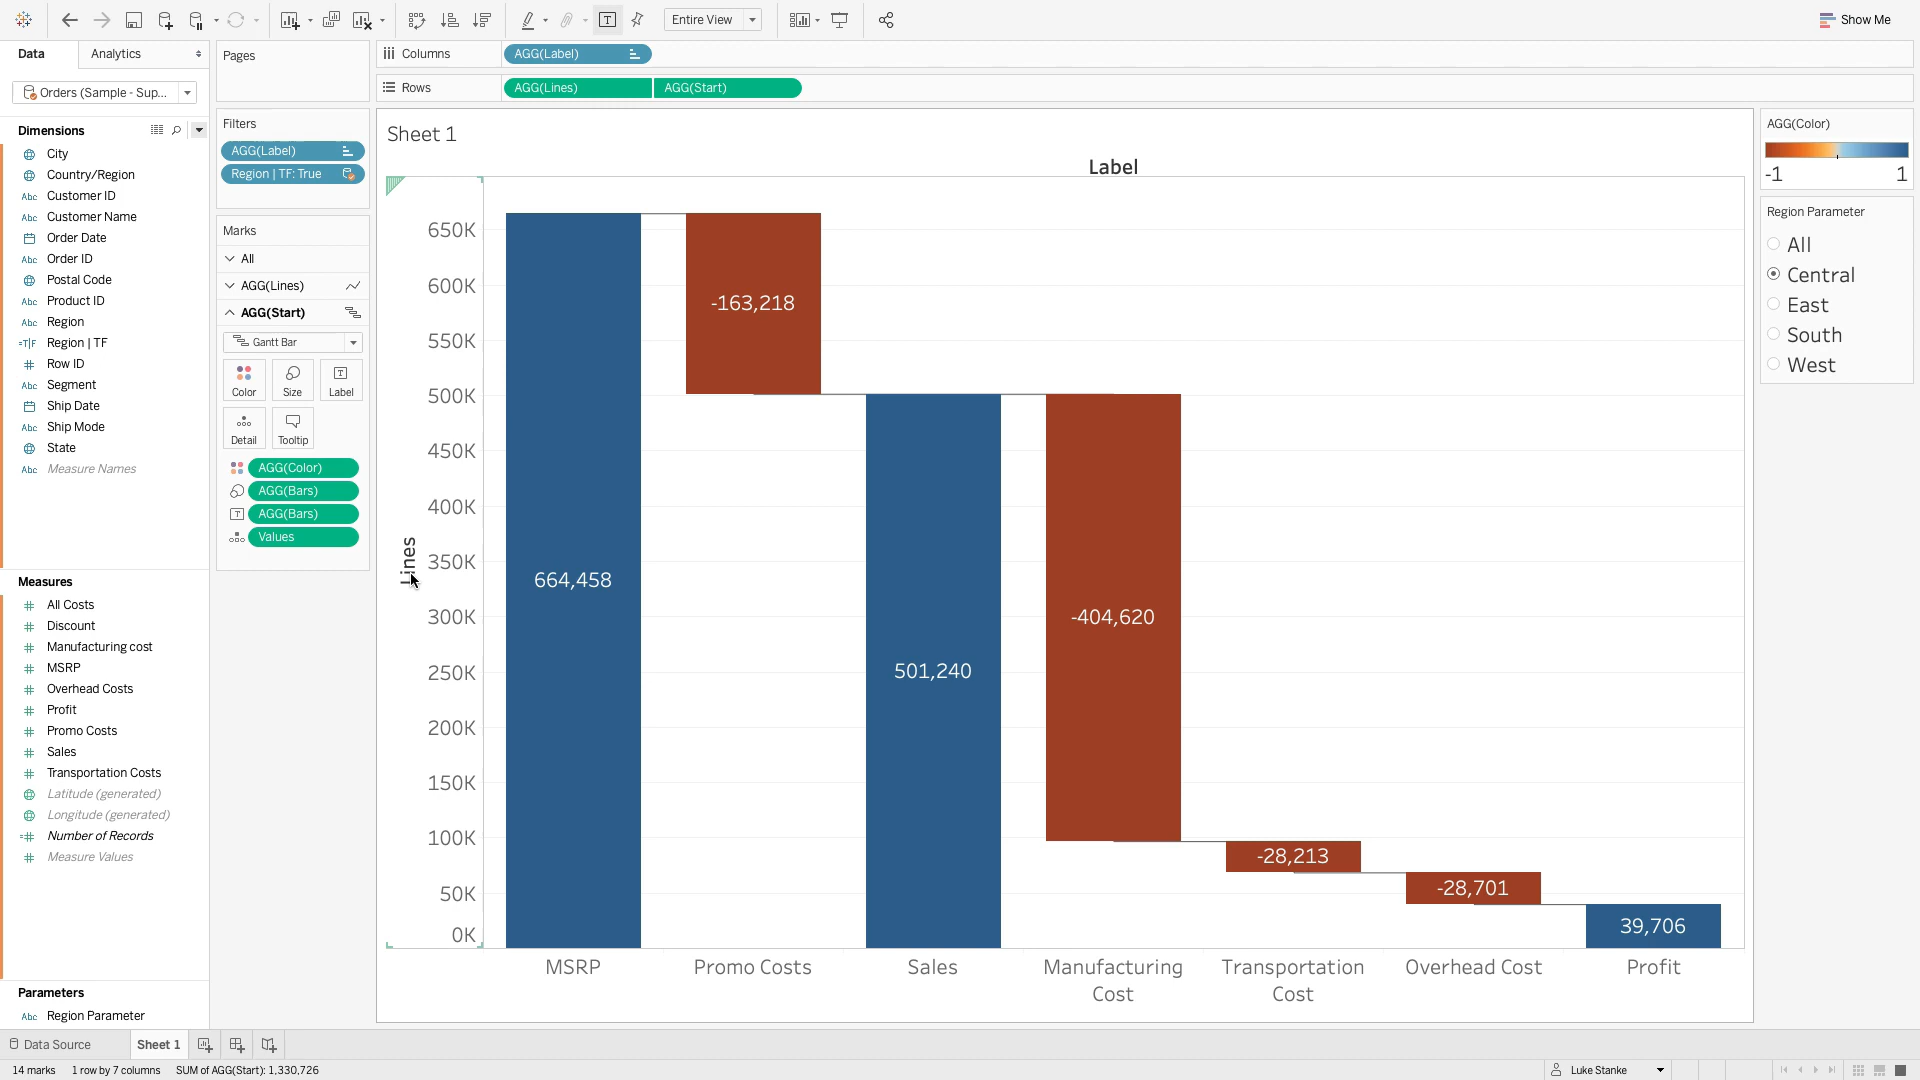 Entire View
Show Me
Data
Analytics
Pages
Columns
AGG(Label)
Rows
AGG(Lines)
AGG(Start)
Orders (Sample - Sup...
Dimensions
City
Country/Region
Abc Customer ID
Abc Customer Name
Order Date
Abc Order ID
Postal Code
Abc Product ID
Abc Region
=T|F Region | TF
Row ID
Abc Segment
Ship Date
Abc Ship Mode
State
Abc Measure Names
Measures
All Costs
Discount
Manufacturing cost
MSRP
Overhead Costs
Profit
Promo Costs
Sales
Transportation Costs
Latitude (generated)
Longitude (generated)
=# Number of Records
Measure Values
Parameters
Abc Region Parameter
Filters
AGG(Label)
Region | TF: True
Marks
All
AGG(Lines)
AGG(Start)
Gantt Bar
Color
Size
Label
Detail
Tooltip
AGG(Color)
AGG(Bars)
AGG(Bars)
Values
Sheet 1
Label
Lines
650K
600K
550K
500K
450K
400K
350K
300K
250K
200K
150K
100K
50K
0K
664,458
-163,218
501,240
-404,620
-28,213
-28,701
39,706
MSRP
Promo Costs
Sales
Manufacturing
Cost
Transportation
Cost
Overhead Cost
Profit
AGG(Color)
-1
1
Region Parameter
All
Central
East
South
West
Data Source
Sheet 1
14 marks
1 row by 7 columns
SUM of AGG(Start): 1,330,726
Luke Stanke